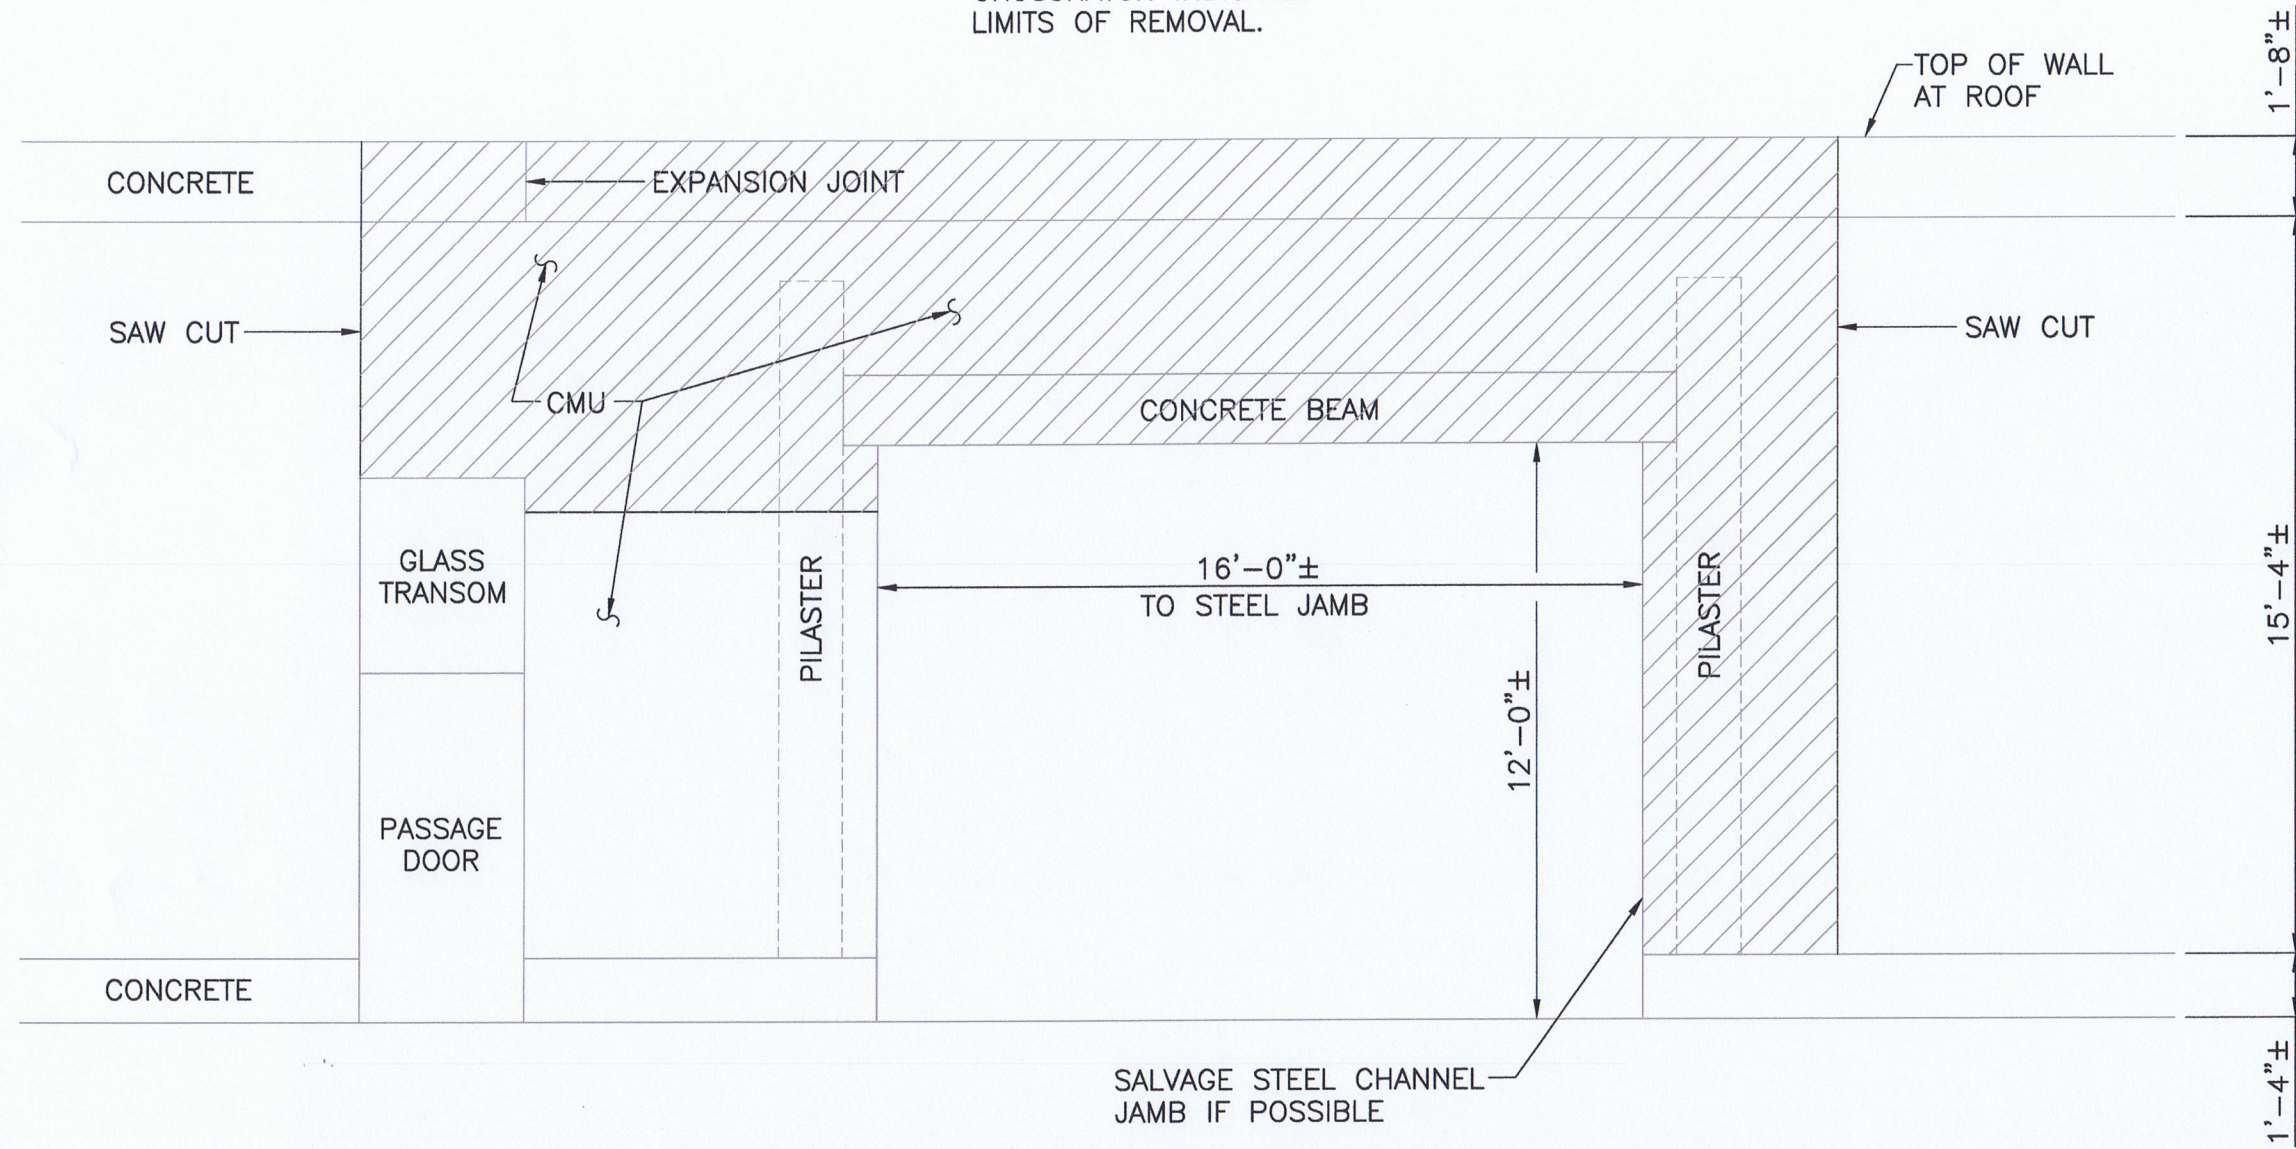 LIMITS OF REMOVAL.
1'-8"±
TOP OF WALL
AT ROOF
CONCRETE
EXPANSION JOINT
SAW CUT
SAW CUT
CMU
CONCRETE BEAM
GLASS
TRANSOM
PILASTER
16'-0"±
TO STEEL JAMB
PILASTER
15'-4"±
12'-0"±
PASSAGE
DOOR
CONCRETE
SALVAGE STEEL CHANNEL
JAMB IF POSSIBLE
1'-4"±